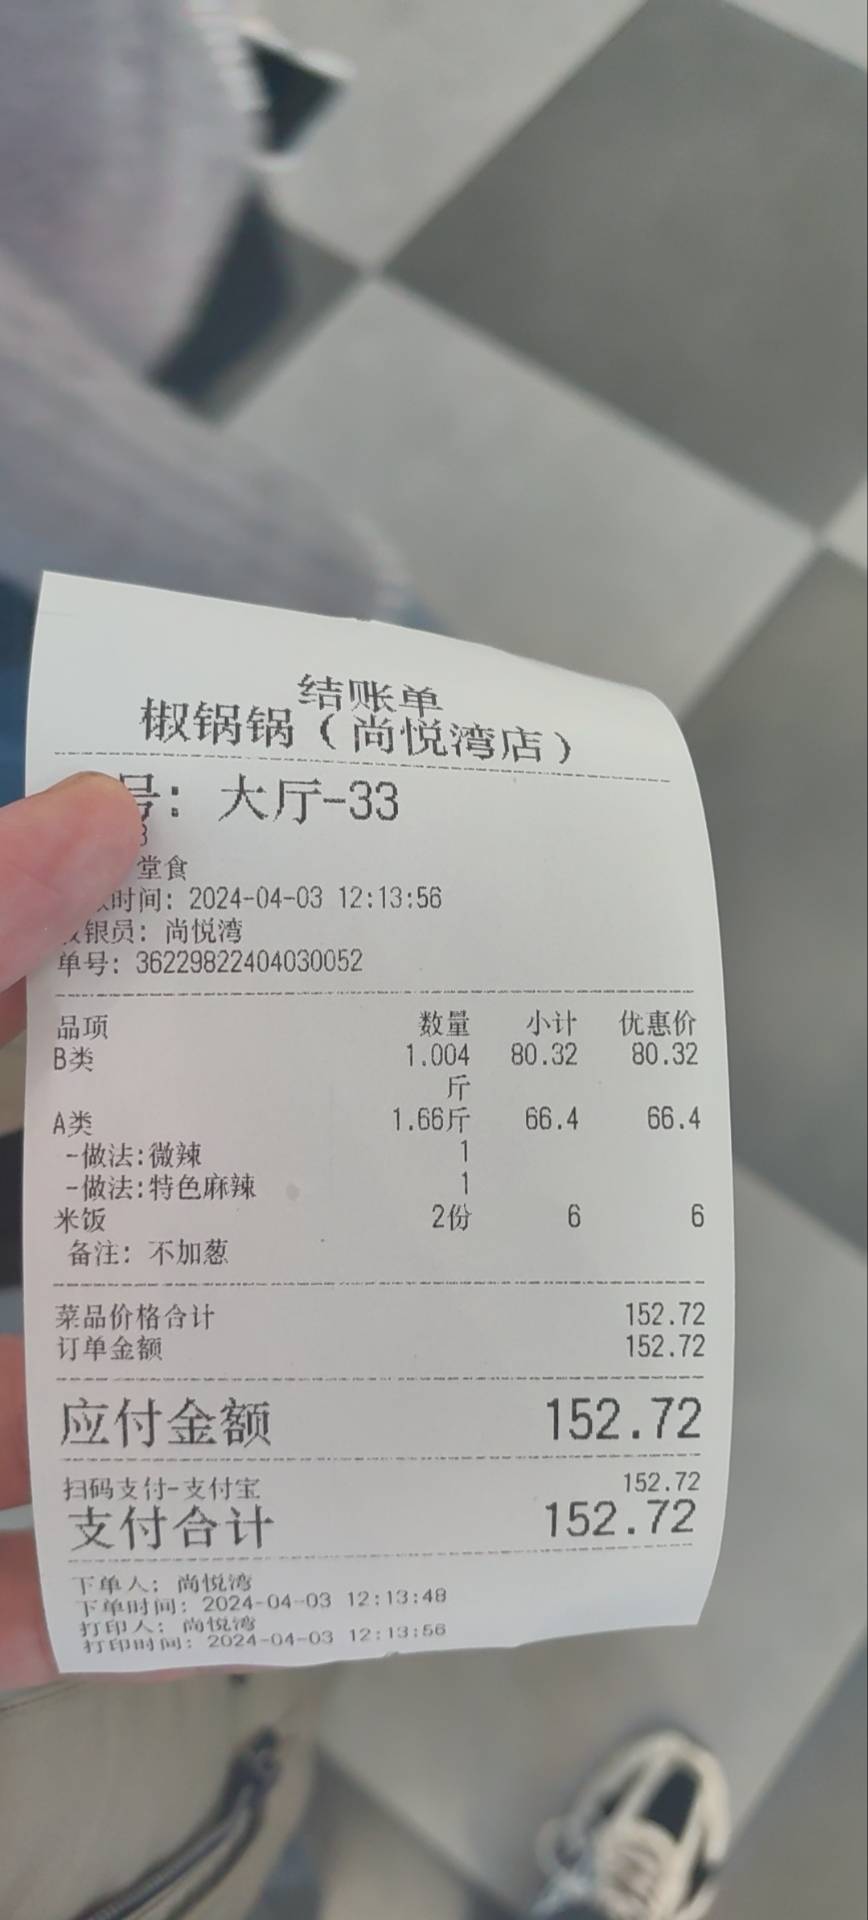 结账单
椒锅锅（尚悦湾店）
号：大厅-33
3
堂食
时间：2024-04-03 12:13:56
银员：尚悦湾
单号：36229822404030052
品项 数量 小计 优惠价
B类 1.004 80.32 80.32
斤
A类 1.66斤 66.4 66.4
-做法:微辣 1
-做法:特色麻辣 1
米饭 2份 6 6
备注：不加葱
菜品价格合计 152.72
订单金额 152.72
应付金额 152.72
扫码支付-支付宝 152.72
支付合计 152.72
下单人：尚悦湾
下单时间：2024-04-03 12:13:48
打印人：尚悦湾
打印时间：2024-04-03 12:13:56